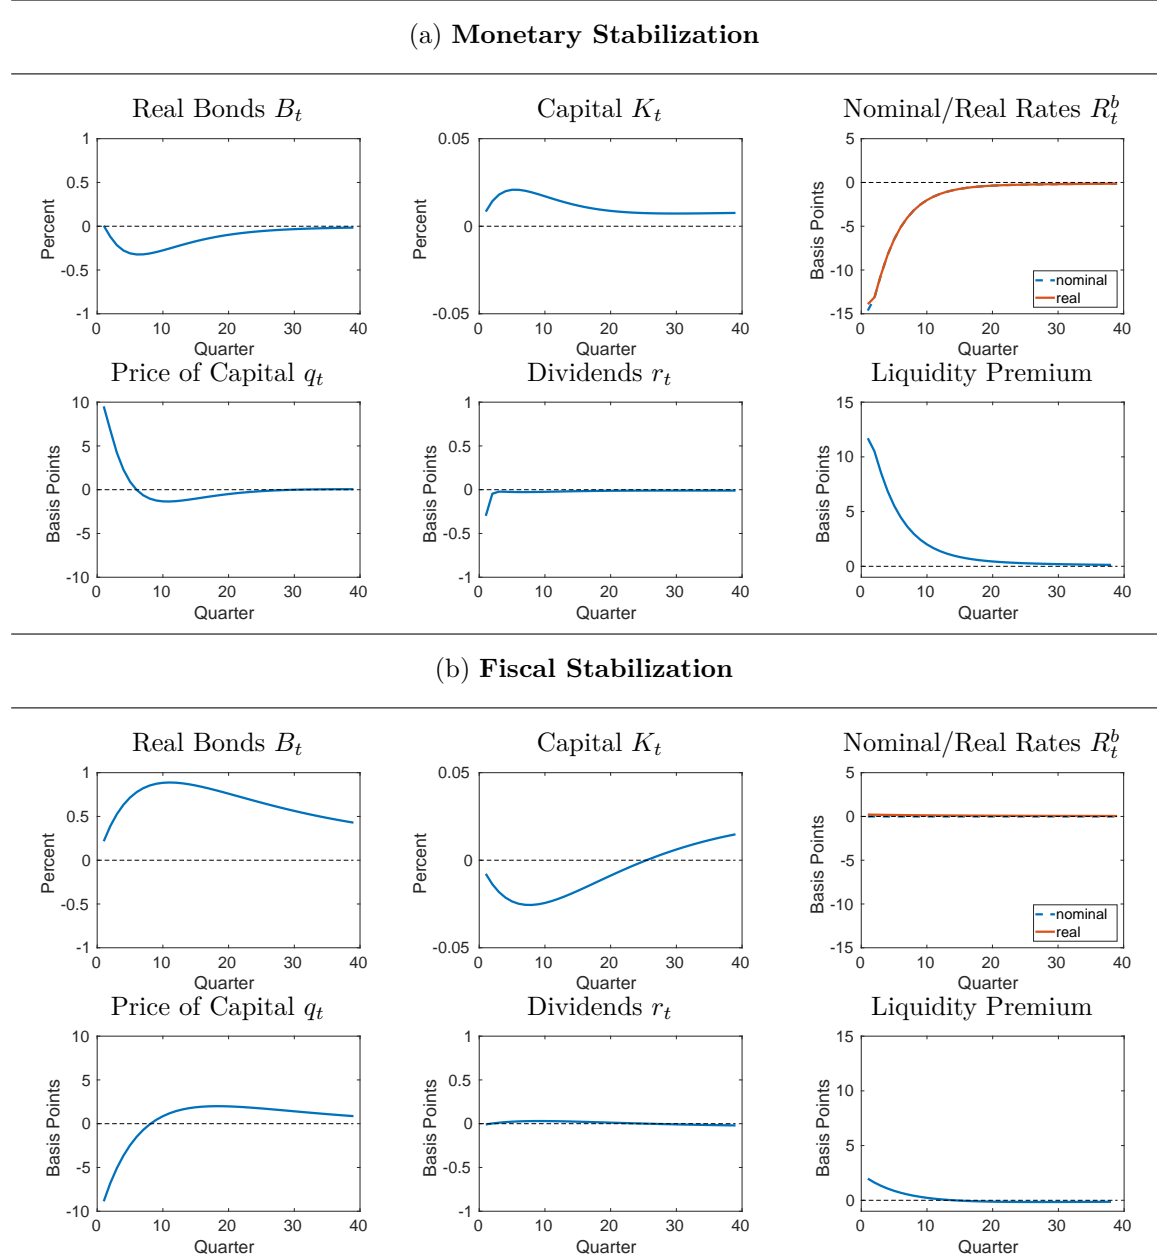 (a) Monetary Stabilization
Real Bonds B_t
Capital K_t
Nominal/Real Rates R_t^b
1
0.5
0
-0.5
-1
Percent
0 10 20 30 40
Quarter
0.05
0
-0.05
Percent
0 10 20 30 40
Quarter
5
0
-5
-10
-15
Basis Points
nominal
real
0 10 20 30 40
Quarter
Price of Capital q_t
Dividends r_t
Liquidity Premium
10
5
0
-5
-10
Basis Points
0 10 20 30 40
Quarter
1
0.5
0
-0.5
-1
Basis Points
0 10 20 30 40
Quarter
15
10
5
0
Basis Points
0 10 20 30 40
Quarter
(b) Fiscal Stabilization
Real Bonds B_t
Capital K_t
Nominal/Real Rates R_t^b
1
0.5
0
-0.5
-1
Percent
0 10 20 30 40
Quarter
0.05
0
-0.05
Percent
0 10 20 30 40
Quarter
5
0
-5
-10
-15
Basis Points
nominal
real
0 10 20 30 40
Quarter
Price of Capital q_t
Dividends r_t
Liquidity Premium
10
5
0
-5
-10
Basis Points
0 10 20 30 40
Quarter
1
0.5
0
-0.5
-1
Basis Points
0 10 20 30 40
Quarter
15
10
5
0
Basis Points
0 10 20 30 40
Quarter